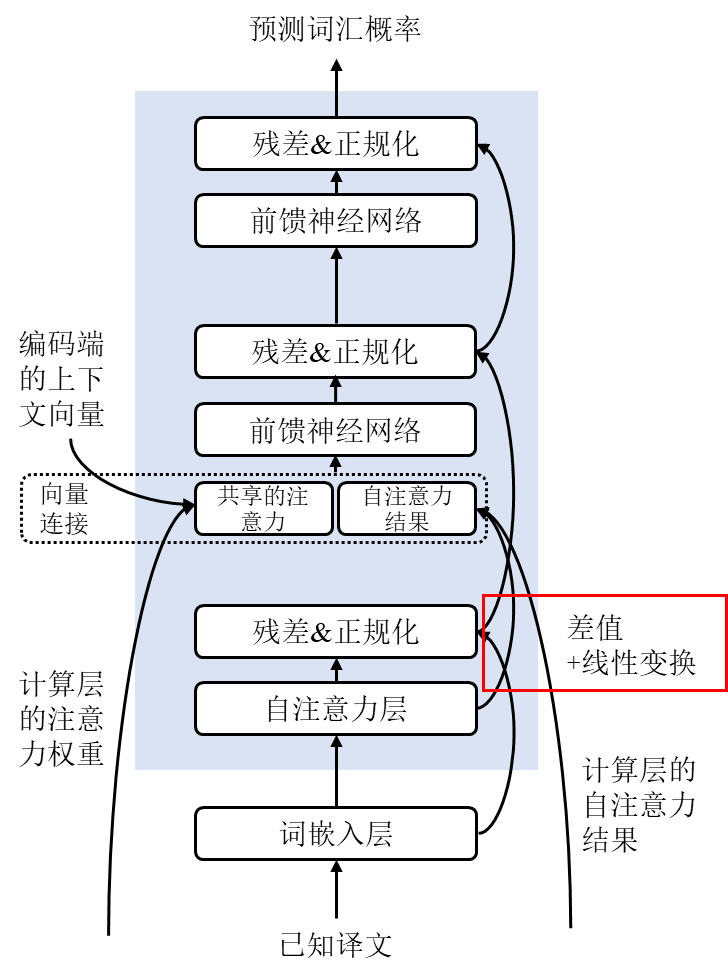 预测词汇概率
残差&正规化
前馈神经网络
残差&正规化
编码端
的上下
文向量
前馈神经网络
向量
连接
共享的注
意力
自注意力
结果
残差&正规化
差值
+线性变换
自注意力层
计算层
的注意
力权重
计算层的
自注意力
结果
词嵌入层
已知译文